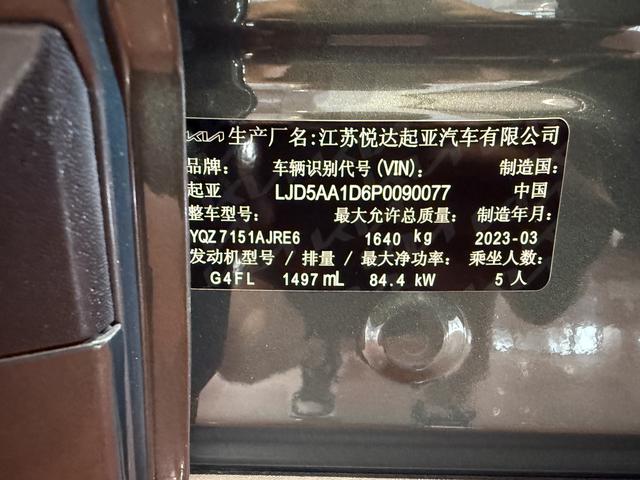 KIA 生产厂名:江苏悦达起亚汽车有限公司
品牌: 车辆识别代号(VIN): 制造国:
起亚 LJD5AA1D6P0090077 中国
整车型号: 最大允许总质量: 制造年月:
YQZ7151AJRE6 1640 kg 2023-03
发动机型号 / 排量 / 最大净功率: 乘坐人数:
G4FL 1497 mL 84.4 kW 5 人